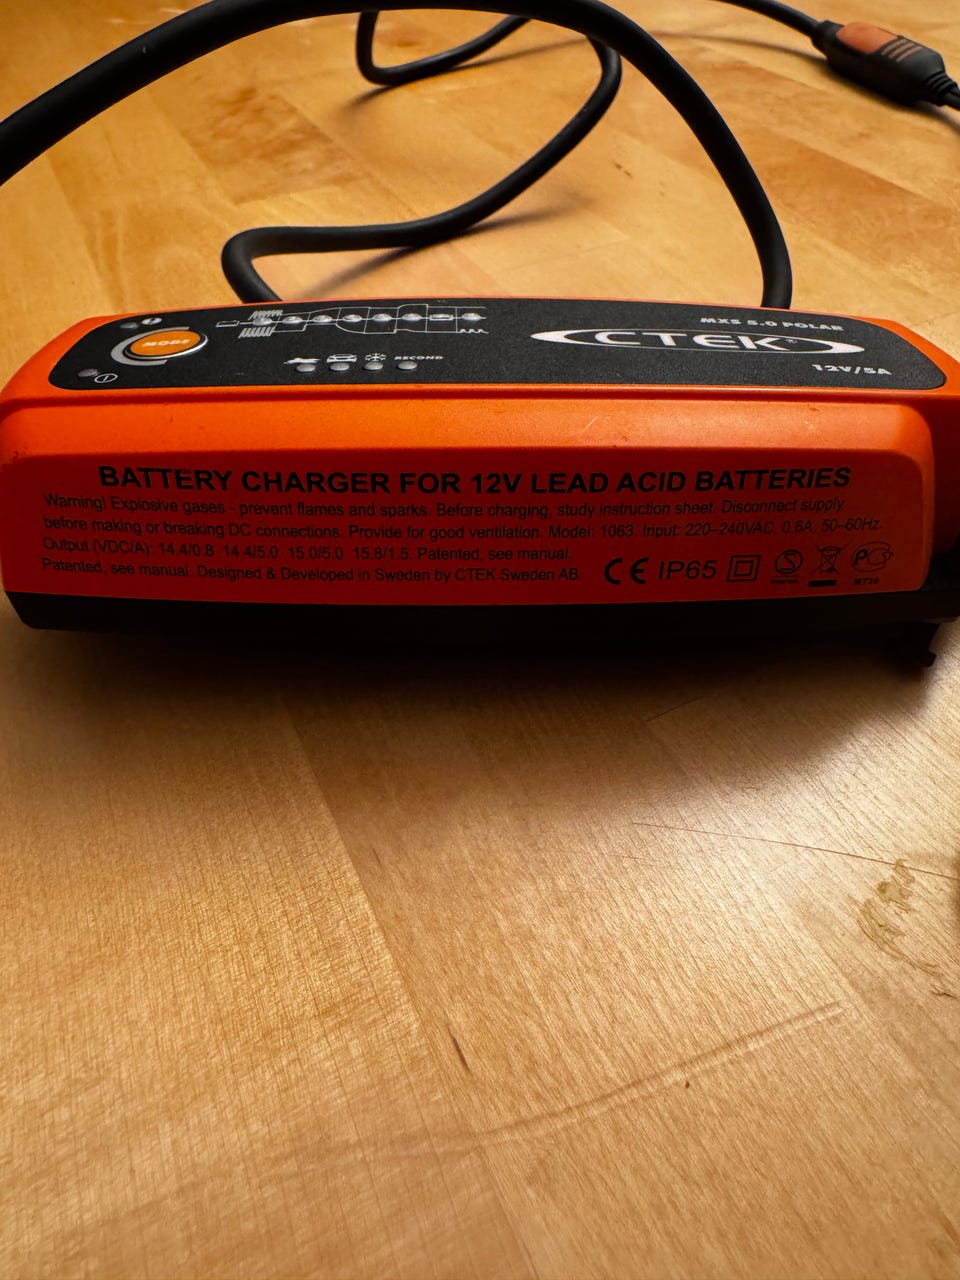 MODE
RECOND
MXS 5.0 POLAR
CTEK®
12V/5A
BATTERY CHARGER FOR 12V LEAD ACID BATTERIES
Warning! Explosive gases - prevent flames and sparks. Before charging, study instruction sheet. Disconnect supply
before making or breaking DC connections. Provide for good ventilation. Model: 1063. Input: 220–240VAC. 0.6A, 50–60Hz.
Output (VDC/A): 14.4/0.8 14.4/5.0 15.0/5.0 15.8/1.5. Patented, see manual.
Patented, see manual. Designed & Developed in Sweden by CTEK Sweden AB. CE IP65